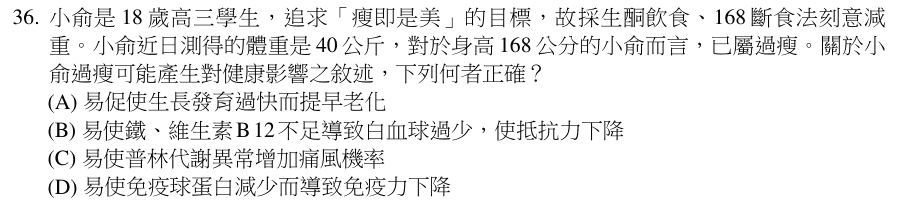 36. 小俞是 18 歲高三學生，追求「瘦即是美」的目標，故採生酮飲食、168 斷食法刻意減
重。小俞近日測得的體重是 40 公斤，對於身高 168 公分的小俞而言，已屬過瘦。關於小
俞過瘦可能產生對健康影響之敘述，下列何者正確？
(A) 易促使生長發育過快而提早老化
(B) 易使鐵、維生素 B 12 不足導致白血球過少，使抵抗力下降
(C) 易使普林代謝異常增加痛風機率
(D) 易使免疫球蛋白減少而導致免疫力下降